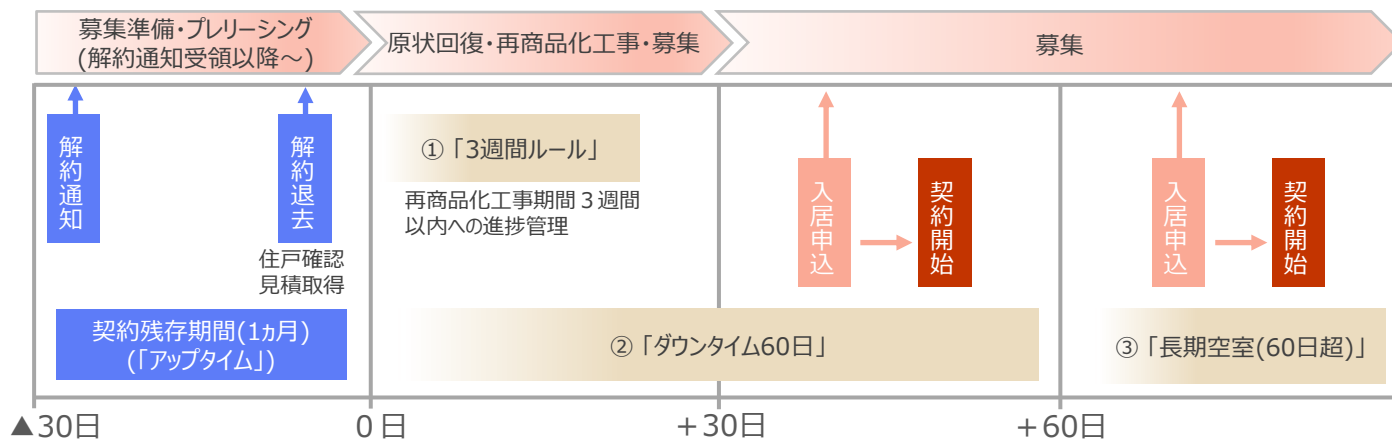 募集準備・プレリーシング
(解約通知受領以降～)
原状回復・再商品化工事・募集
募集
解約通知
解約退去
住戸確認
見積取得
契約残存期間(1ヵ月)
(「アップタイム」)
①「3週間ルール」
再商品化工事期間３週間
以内への進捗管理
入居申込
契約開始
入居申込
契約開始
②「ダウンタイム60日」
③「長期空室(60日超)」
▲30日
０日
＋30日
＋60日